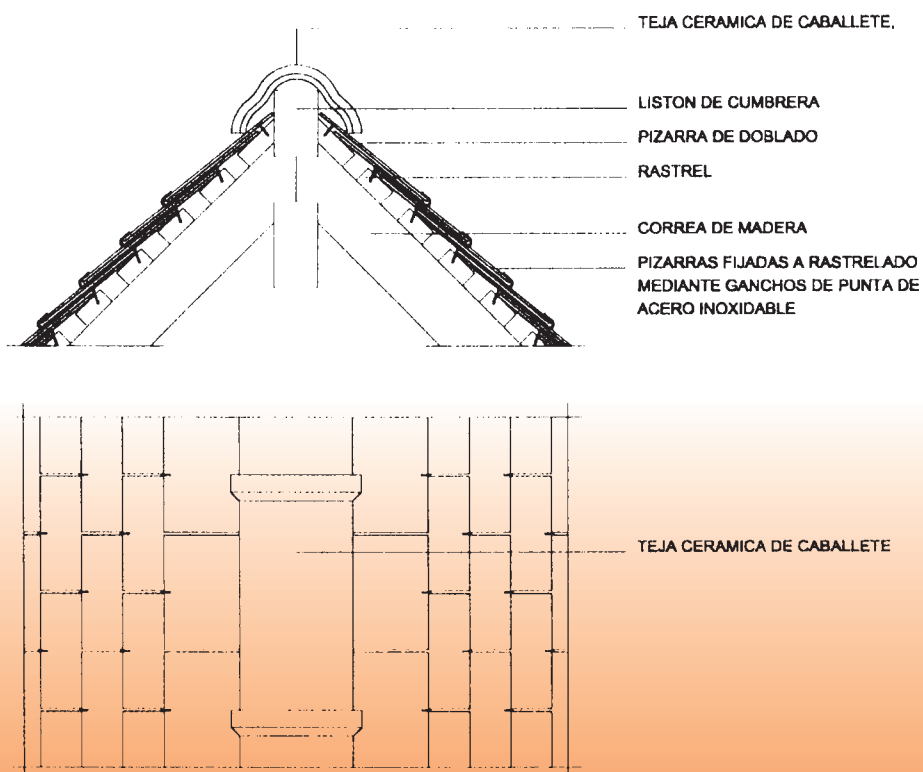 TEJA CERAMICA DE CABALLETE.
LISTON DE CUMBRERA
PIZARRA DE DOBLADO
RASTREL
CORREA DE MADERA
PIZARRAS FIJADAS A RASTRELADO
MEDIANTE GANCHOS DE PUNTA DE
ACERO INOXIDABLE
TEJA CERAMICA DE CABALLETE